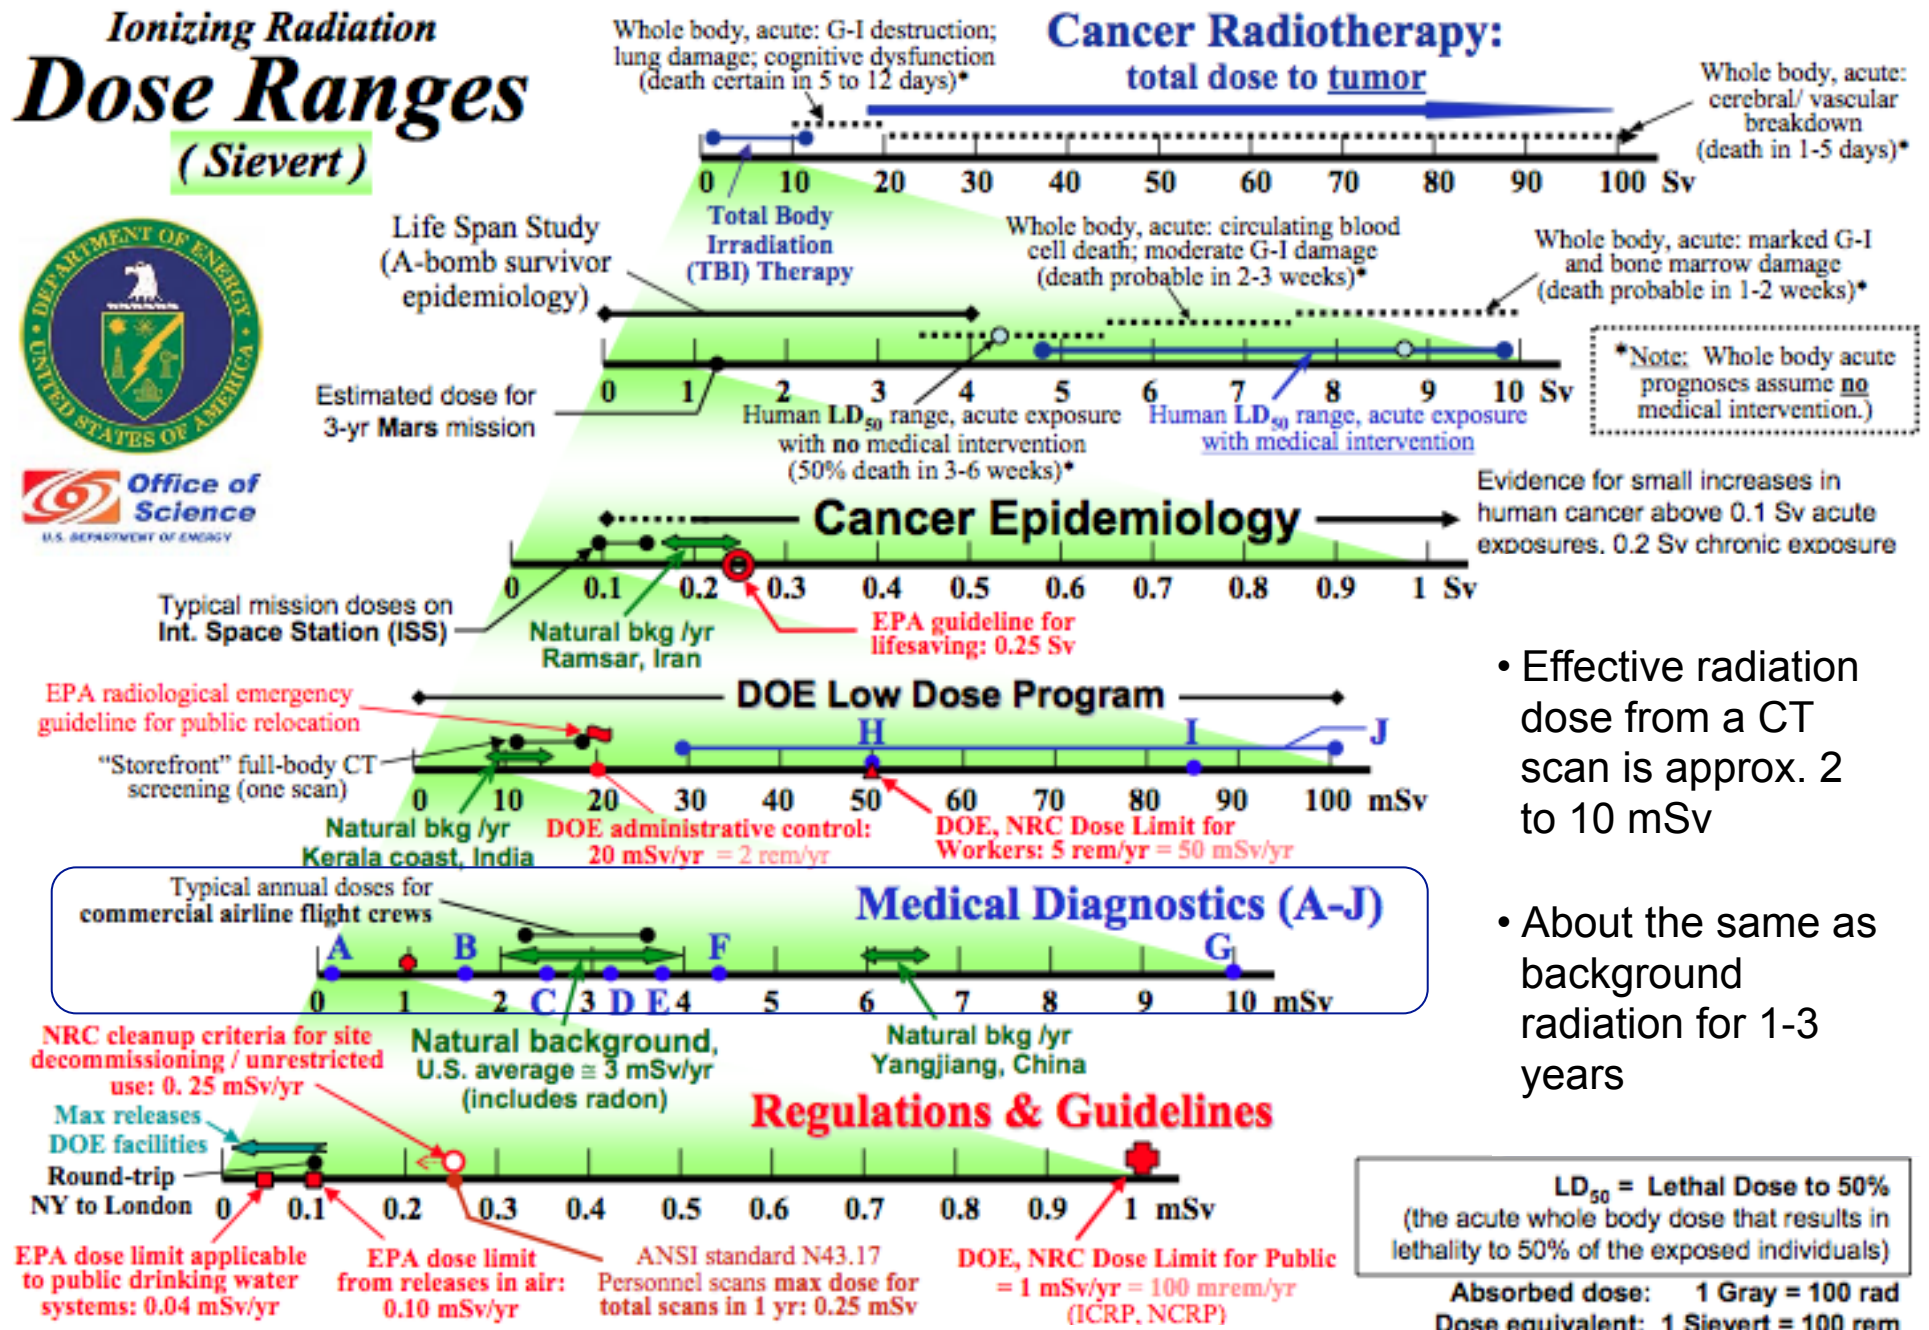 Ionizing Radiation
Dose Ranges
( Sievert )
DEPARTMENT OF ENERGY
UNITED STATES OF AMERICA
Office of
Science
U.S. DEPARTMENT OF ENERGY
Whole body, acute: G-I destruction;
lung damage; cognitive dysfunction
(death certain in 5 to 12 days)*
Cancer Radiotherapy:
total dose to tumor
Whole body, acute:
cerebral/ vascular
breakdown
(death in 1-5 days)*
0 10 20 30 40 50 60 70 80 90 100 Sv
Total Body
Irradiation
(TBI) Therapy
Life Span Study
(A-bomb survivor
epidemiology)
Whole body, acute: circulating blood
cell death; moderate G-I damage
(death probable in 2-3 weeks)*
Whole body, acute: marked G-I
and bone marrow damage
(death probable in 1-2 weeks)*
*Note: Whole body acute
prognoses assume no
medical intervention.)
0 1 2 3 4 5 6 7 8 9 10 Sv
Estimated dose for
3-yr Mars mission
Human LD50 range, acute exposure
with no medical intervention
(50% death in 3-6 weeks)*
Human LD50 range, acute exposure
with medical intervention
Cancer Epidemiology
Evidence for small increases in
human cancer above 0.1 Sv acute
exposures, 0.2 Sv chronic exposure
0 0.1 0.2 0.3 0.4 0.5 0.6 0.7 0.8 0.9 1 Sv
Typical mission doses on
Int. Space Station (ISS)
Natural bkg /yr
Ramsar, Iran
EPA guideline for
lifesaving: 0.25 Sv
EPA radiological emergency
guideline for public relocation
DOE Low Dose Program
H I J
"Storefront" full-body CT
screening (one scan)
0 10 20 30 40 50 60 70 80 90 100 mSv
Natural bkg /yr
Kerala coast, India
DOE administrative control:
20 mSv/yr = 2 rem/yr
DOE, NRC Dose Limit for
Workers: 5 rem/yr = 50 mSv/yr
Typical annual doses for
commercial airline flight crews
Medical Diagnostics (A-J)
A B F G
0 1 2 C 3 D E 4 5 6 7 8 9 10 mSv
Natural background,
U.S. average ≅ 3 mSv/yr
(includes radon)
Natural bkg /yr
Yangjiang, China
NRC cleanup criteria for site
decommissioning / unrestricted
use: 0. 25 mSv/yr
Regulations & Guidelines
Max releases
DOE facilities
Round-trip
NY to London
0 0.1 0.2 0.3 0.4 0.5 0.6 0.7 0.8 0.9 1 mSv
EPA dose limit applicable
to public drinking water
systems: 0.04 mSv/yr
EPA dose limit
from releases in air:
0.10 mSv/yr
ANSI standard N43.17
Personnel scans max dose for
total scans in 1 yr: 0.25 mSv
DOE, NRC Dose Limit for Public
= 1 mSv/yr = 100 mrem/yr
(ICRP, NCRP)
• Effective radiation
dose from a CT
scan is approx. 2
to 10 mSv
• About the same as
background
radiation for 1-3
years
LD50 = Lethal Dose to 50%
(the acute whole body dose that results in
lethality to 50% of the exposed individuals)
Absorbed dose: 1 Gray = 100 rad
Dose equivalent: 1 Sievert = 100 rem